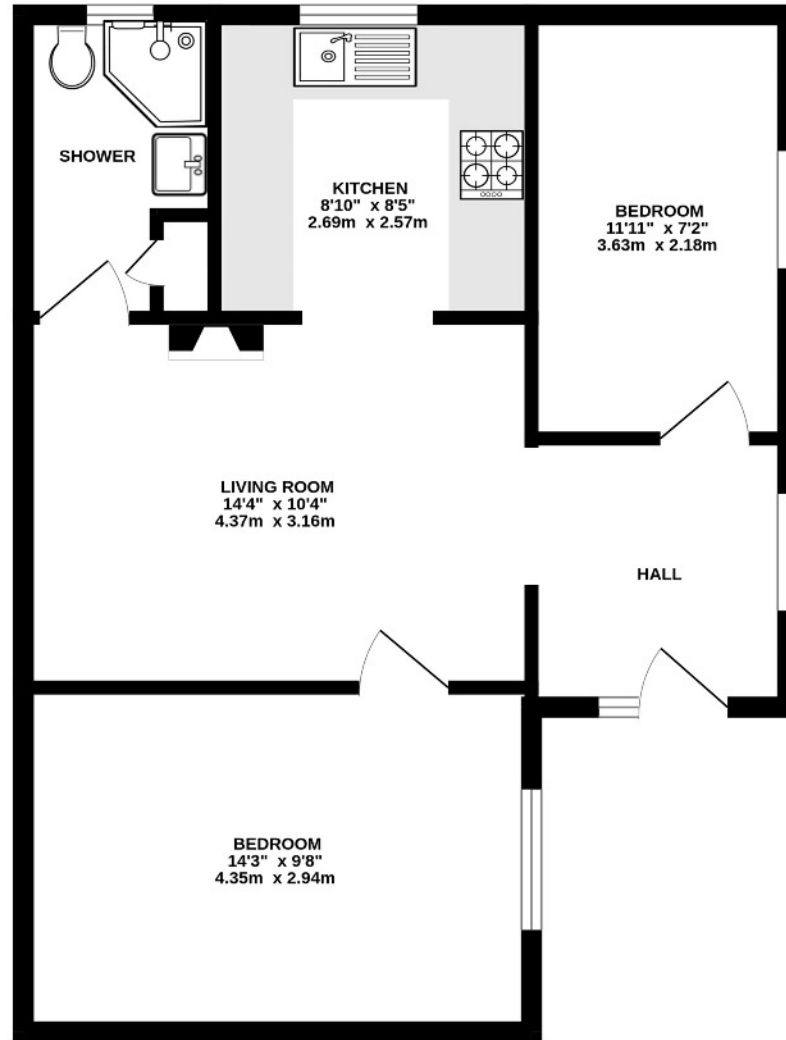 SHOWER
KITCHEN
8'10" x 8'5"
2.69m x 2.57m
BEDROOM
11'11" x 7'2"
3.63m x 2.18m
LIVING ROOM
14'4" x 10'4"
4.37m x 3.16m
HALL
BEDROOM
14'3" x 9'8"
4.35m x 2.94m